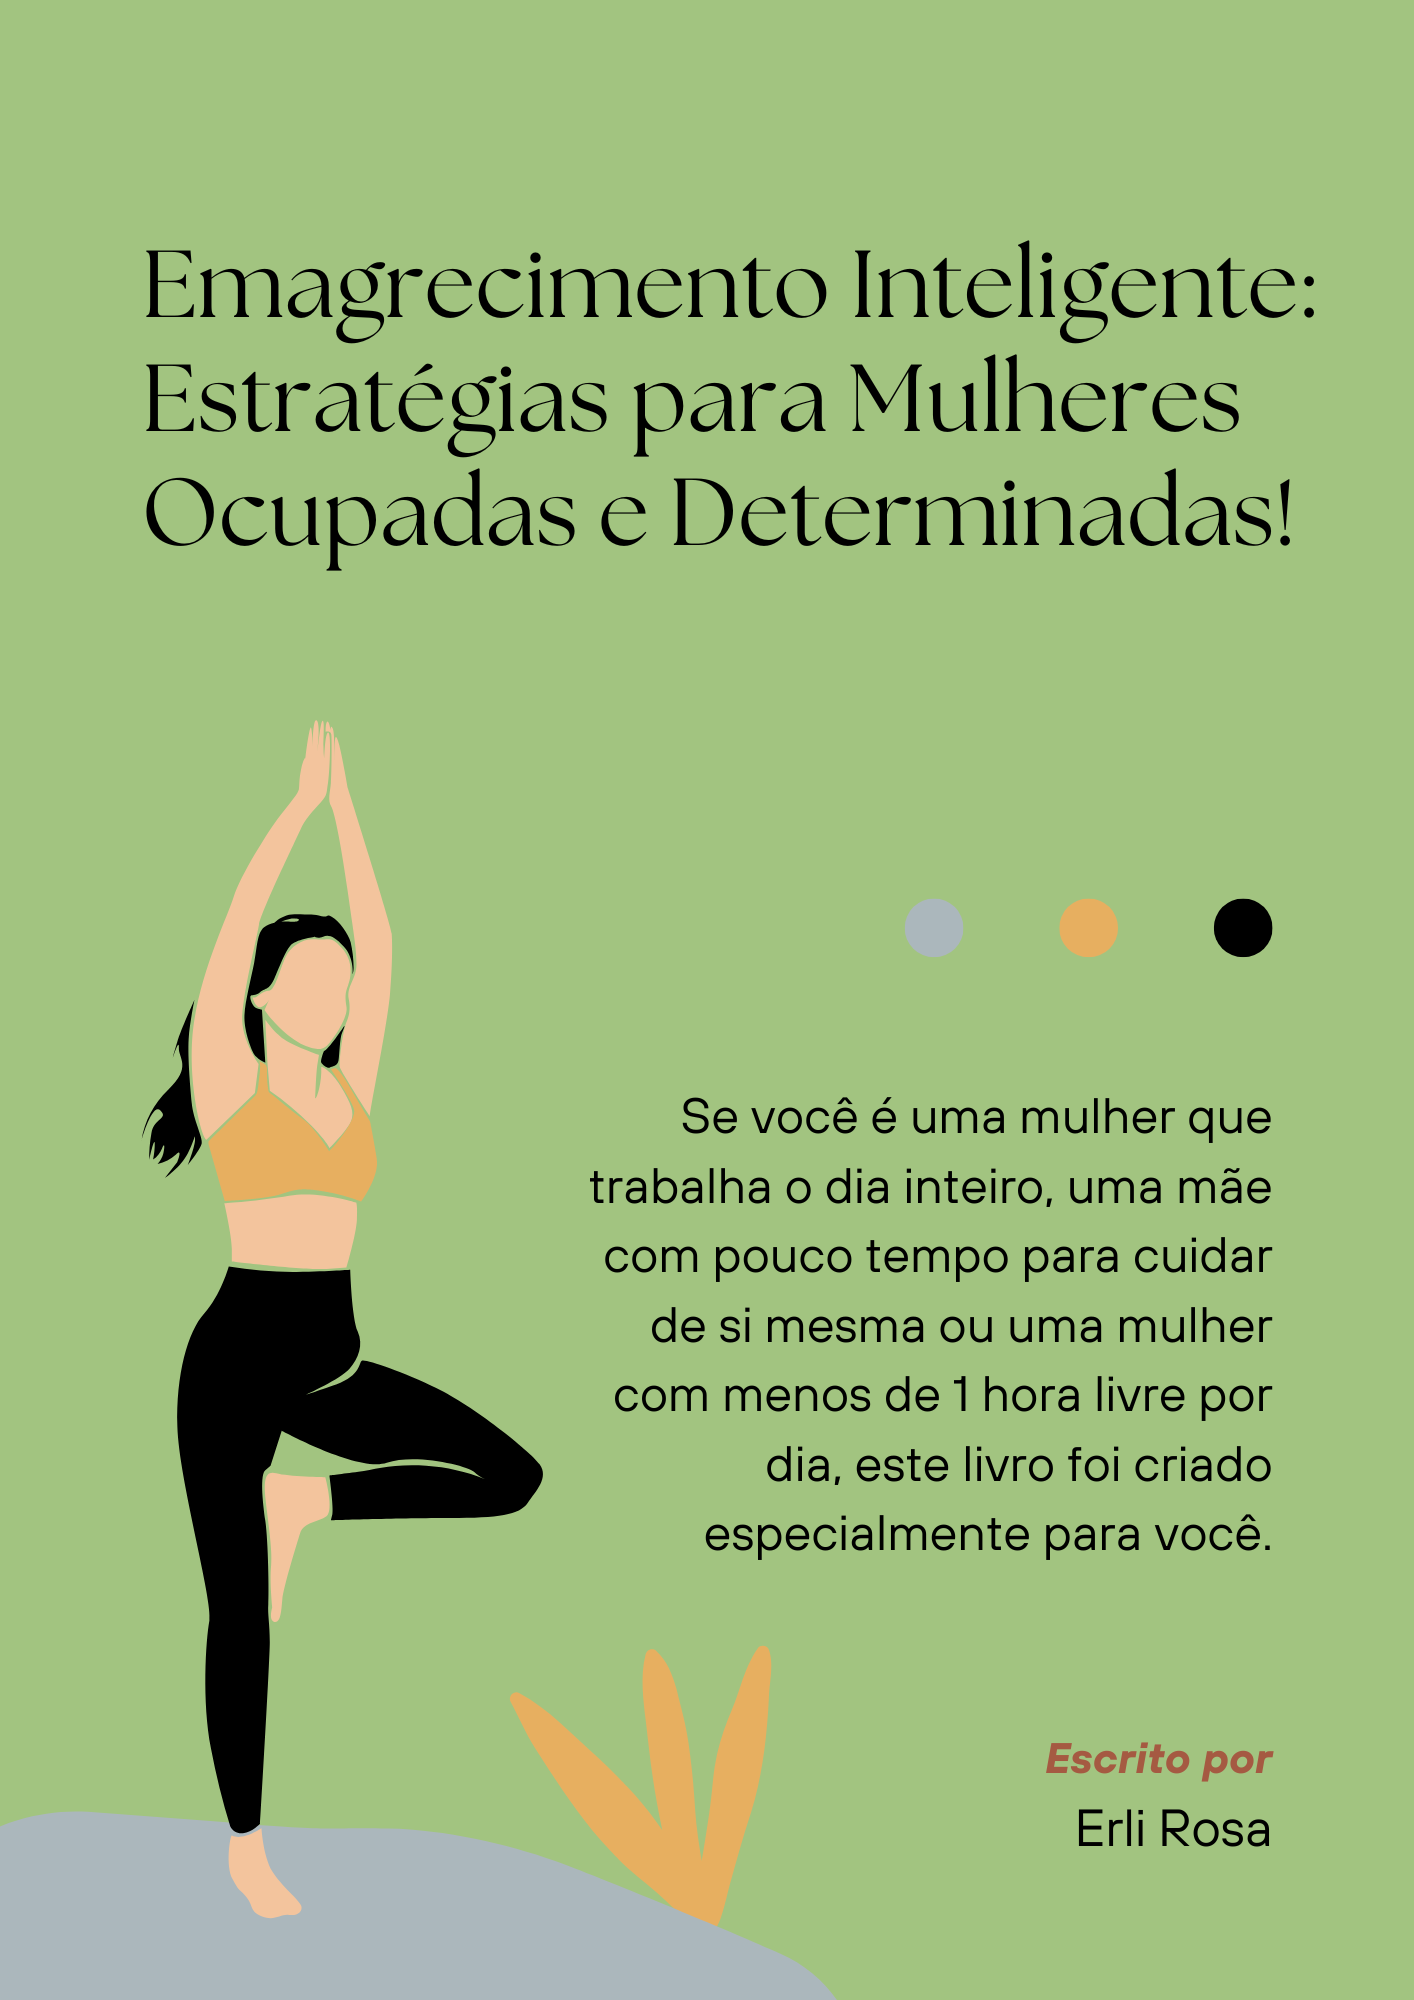 Emagrecimento Inteligente:
Estratégias para Mulheres
Ocupadas e Determinadas!
Se você é uma mulher que
trabalha o dia inteiro, uma mãe
com pouco tempo para cuidar
de si mesma ou uma mulher
com menos de 1 hora livre por
dia, este livro foi criado
especialmente para você.
Escrito por
Erli Rosa